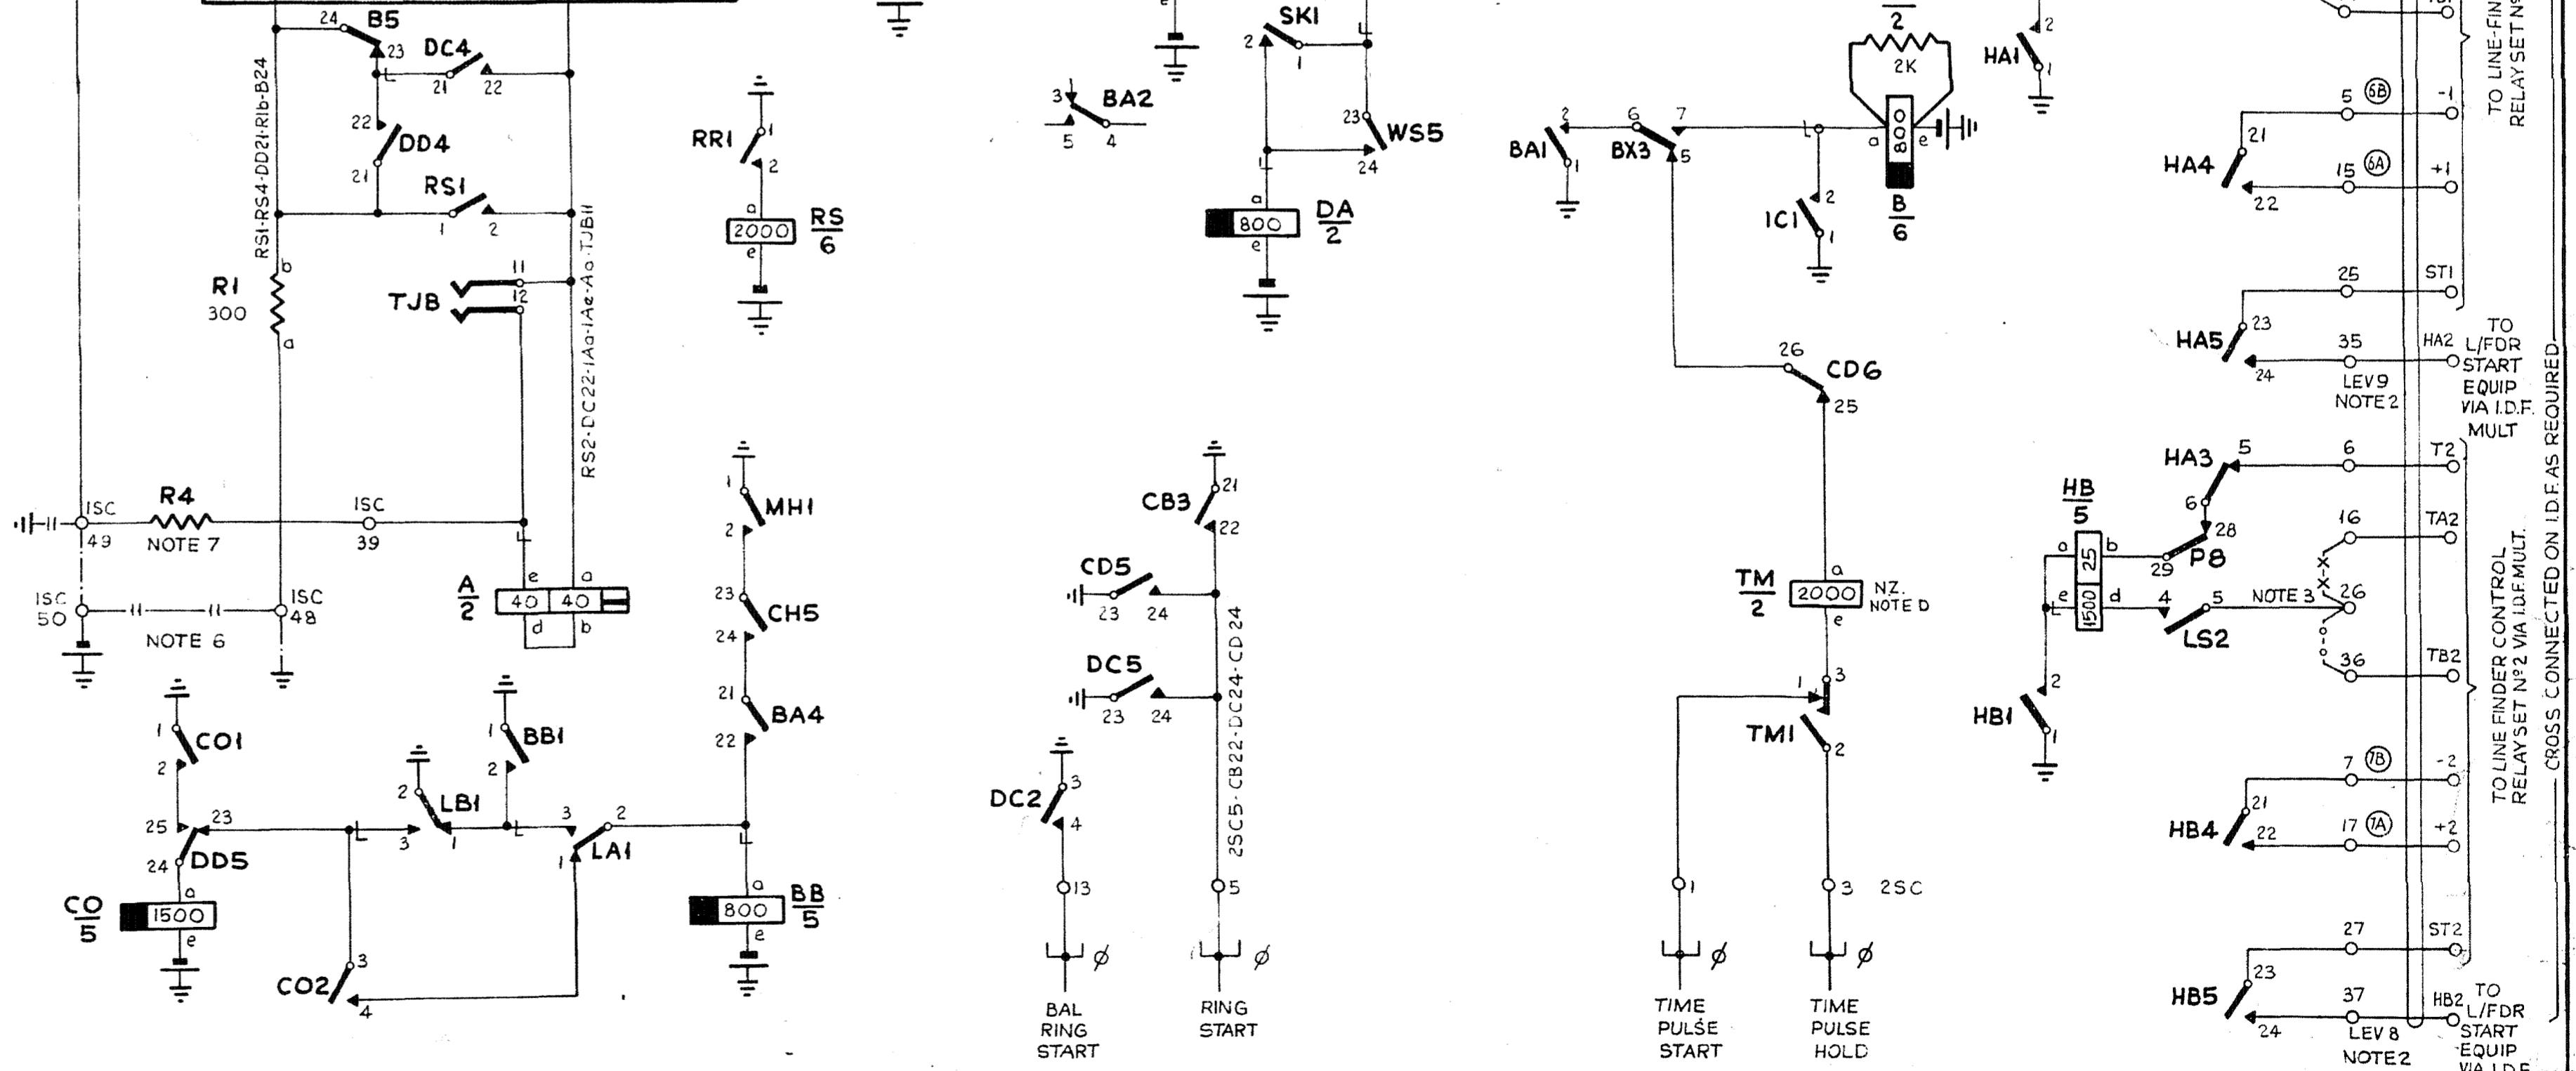 24 B5
23 DC4
21 22
22
DD4
21
RS1
1 2
RS1-RS4-DD21-R1b-B24
RS2-DC22-1Aa-1Ae-Aa-TJB11
b
R1
300
a
TJB
11
12
1SC
49
R4
NOTE 7
1SC
39
1SC
50
NOTE 6
1SC
48
A
2
e a
40 40
d b
RR1
1
2
a
2000
e
RS
6
1
2
MH1
23
24
CH5
21
22
BA4
1
2
CO1
25 23
24
DD5
a
1500
e
CO
5
2
LB1
3 1
1
2
BB1
3 2
1
LA1
a
800
e
BB
5
3
CO2
4
e
SK1
2
1
3
BA2
5 4
23
WS5
24
a
800
e
DA
2
21
CB3
22
CD5
23 24
DC5
23 24
DC2
3
4
2SC5-CB22-DC24-CD24
13
5
ϕ
ϕ
BAL
RING
START
RING
START
2
2K
2
BA1
1
6
7
BX3
5
a
800
e
B
6
2
IC1
1
26
CD6
25
a
TM
2
2000
e
NZ.
NOTE D
3
1
TM1
2
1
3 2SC
ϕ
ϕ
TIME
PULSE
START
TIME
PULSE
HOLD
2
HA1
1
TO LINE-FIN
RELAY SET Nº
5 6B -1
21
HA4
15 6A +1
22
25 ST1
23
HA5
35 HA2
24
LEV 9
NOTE 2
TO
L/FDR
START
EQUIP
VIA I.D.F.
MULT
HA3
5 6 T2
6
28
P8
29
HB
5
a 25 b
e 1500 d
4 5
LS2
NOTE 3
16 TA2
26
36 TB2
2
HB1
1
TO LINE FINDER CONTROL
RELAY SET Nº2 VIA I.D.F. MULT.
CROSS CONNECTED ON I.D.F. AS REQUIRED
7 7B -2
21
HB4
22 17 7A +2
27 ST2
23
HB5
37 HB2
24
LEV 8
NOTE 2
TO
L/FDR
START
EQUIP
VIA I.D.F.